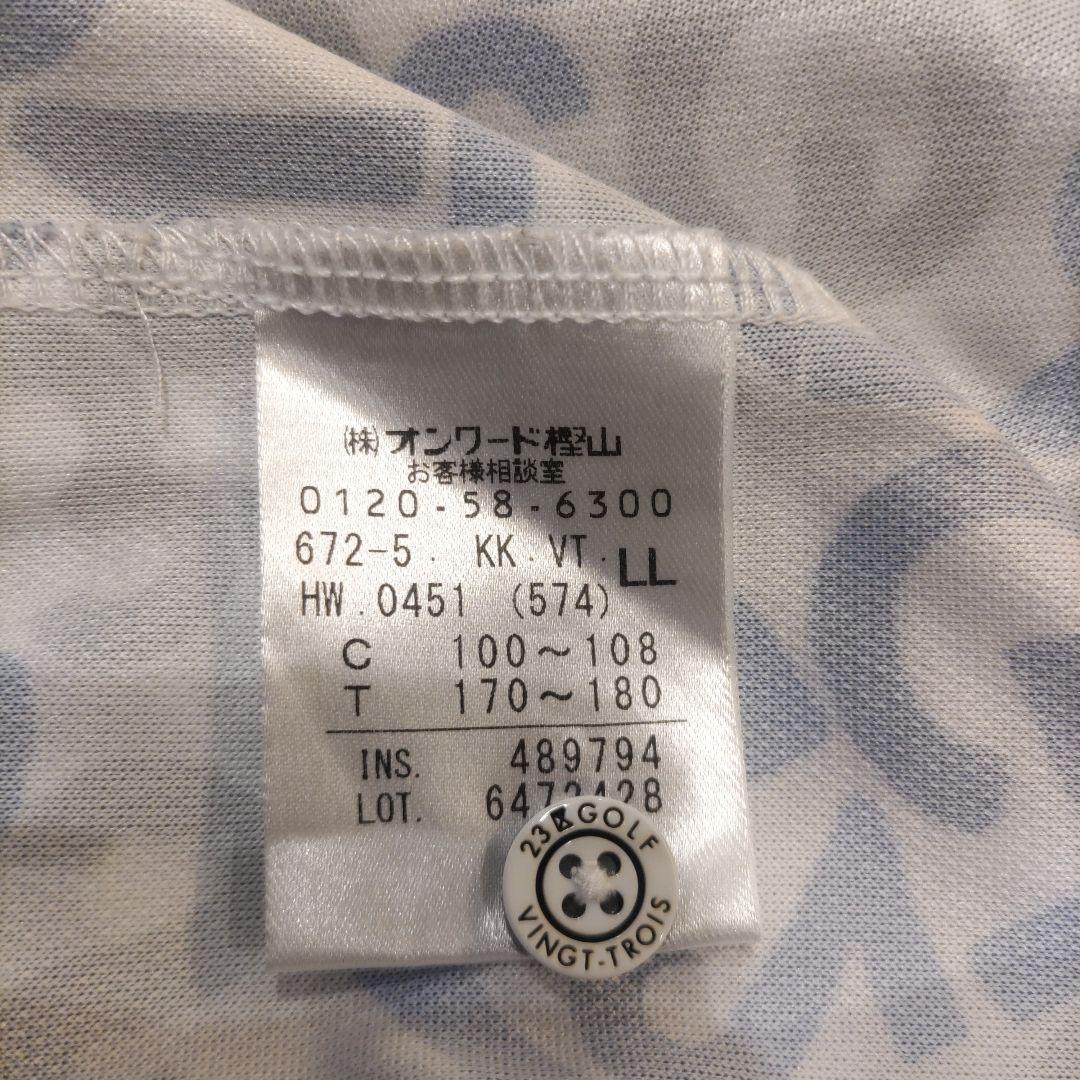 (株)オンワード樫山
お客様相談室
0120-58-6300
672-5. KK.VT.
LL
HW.0451 (574)
C 100～108
T 170～180
INS. 489794
LOT. 6472428
23区GOLF
VINGT-TROIS